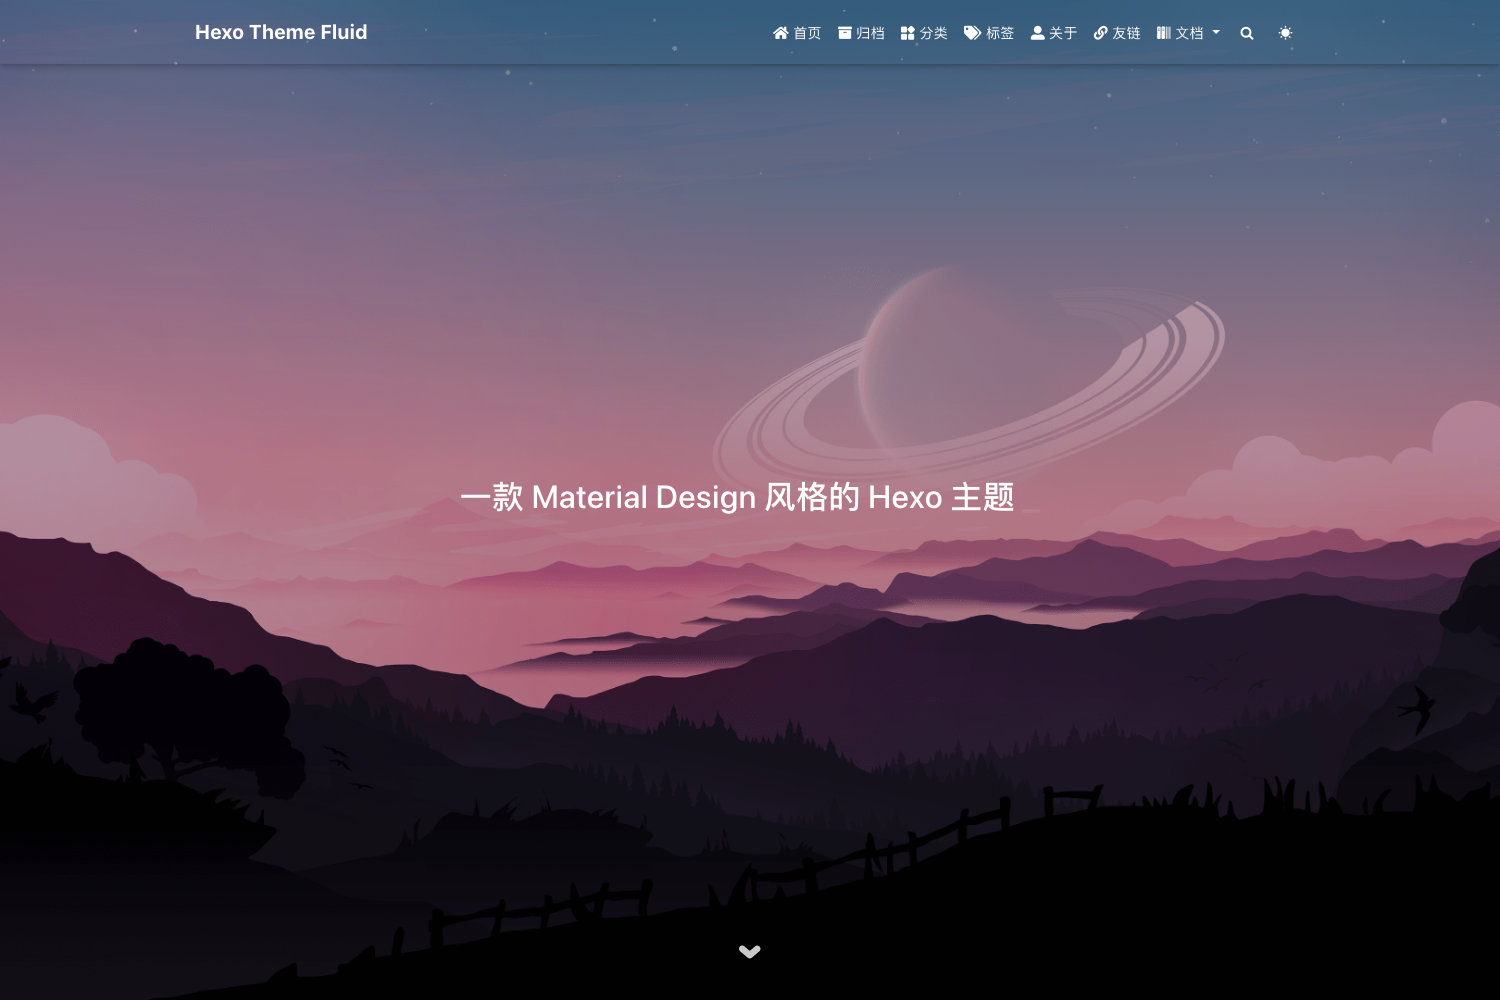 Hexo Theme Fluid
首页 归档 分类 标签 关于 友链 文档
一款 Material Design 风格的 Hexo 主题